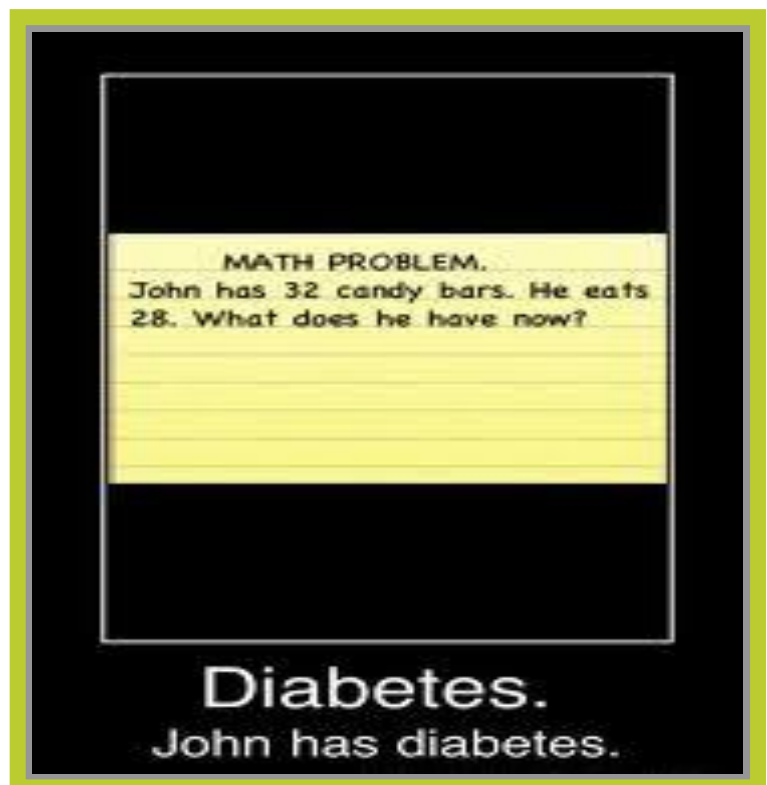 MATH PROBLEM.
John has 32 candy bars. He eats
28. What does he have now?
Diabetes.
John has diabetes.